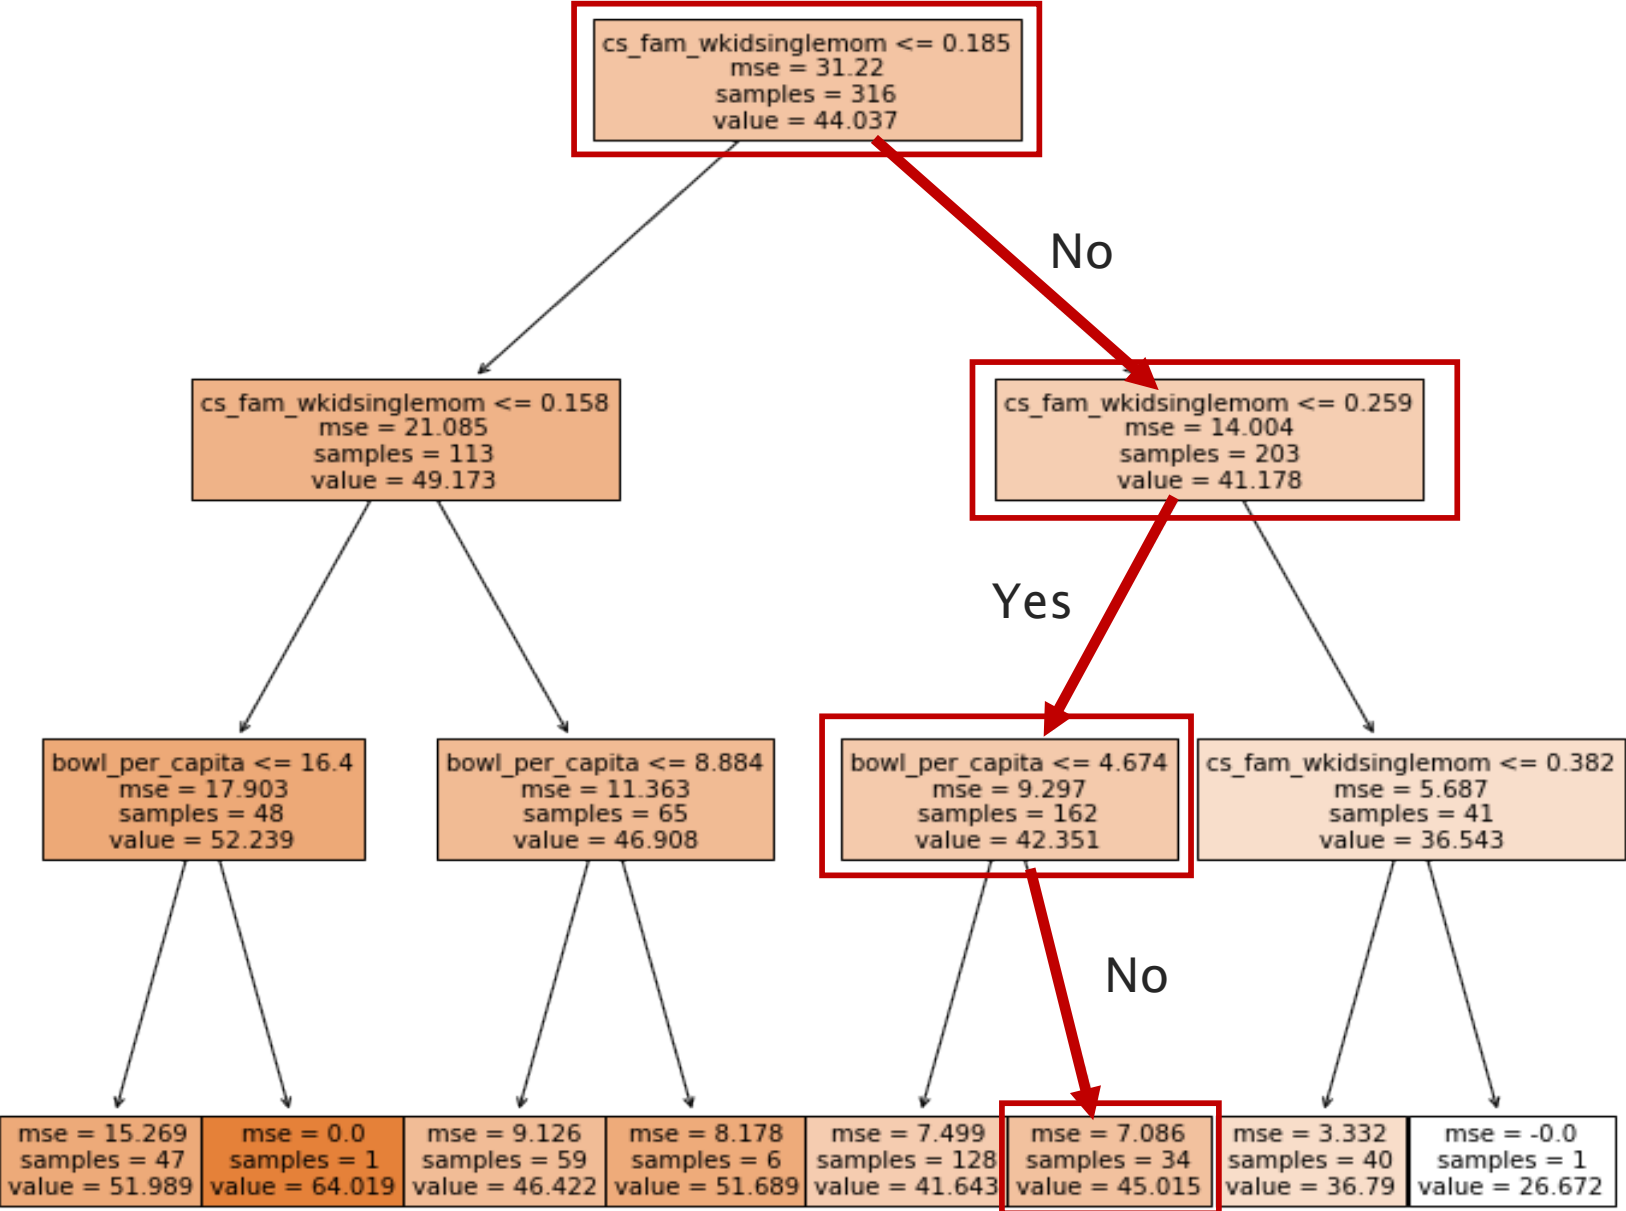 cs_fam_wkidsinglemom <= 0.185
mse = 31.22
samples = 316
value = 44.037
No
cs_fam_wkidsinglemom <= 0.158
mse = 21.085
samples = 113
value = 49.173
cs_fam_wkidsinglemom <= 0.259
mse = 14.004
samples = 203
value = 41.178
Yes
bowl_per_capita <= 16.4
mse = 17.903
samples = 48
value = 52.239
bowl_per_capita <= 8.884
mse = 11.363
samples = 65
value = 46.908
bowl_per_capita <= 4.674
mse = 9.297
samples = 162
value = 42.351
cs_fam_wkidsinglemom <= 0.382
mse = 5.687
samples = 41
value = 36.543
No
mse = 15.269
samples = 47
value = 51.989
mse = 0.0
samples = 1
value = 64.019
mse = 9.126
samples = 59
value = 46.422
mse = 8.178
samples = 6
value = 51.689
mse = 7.499
samples = 128
value = 41.643
mse = 7.086
samples = 34
value = 45.015
mse = 3.332
samples = 40
value = 36.79
mse = -0.0
samples = 1
value = 26.672